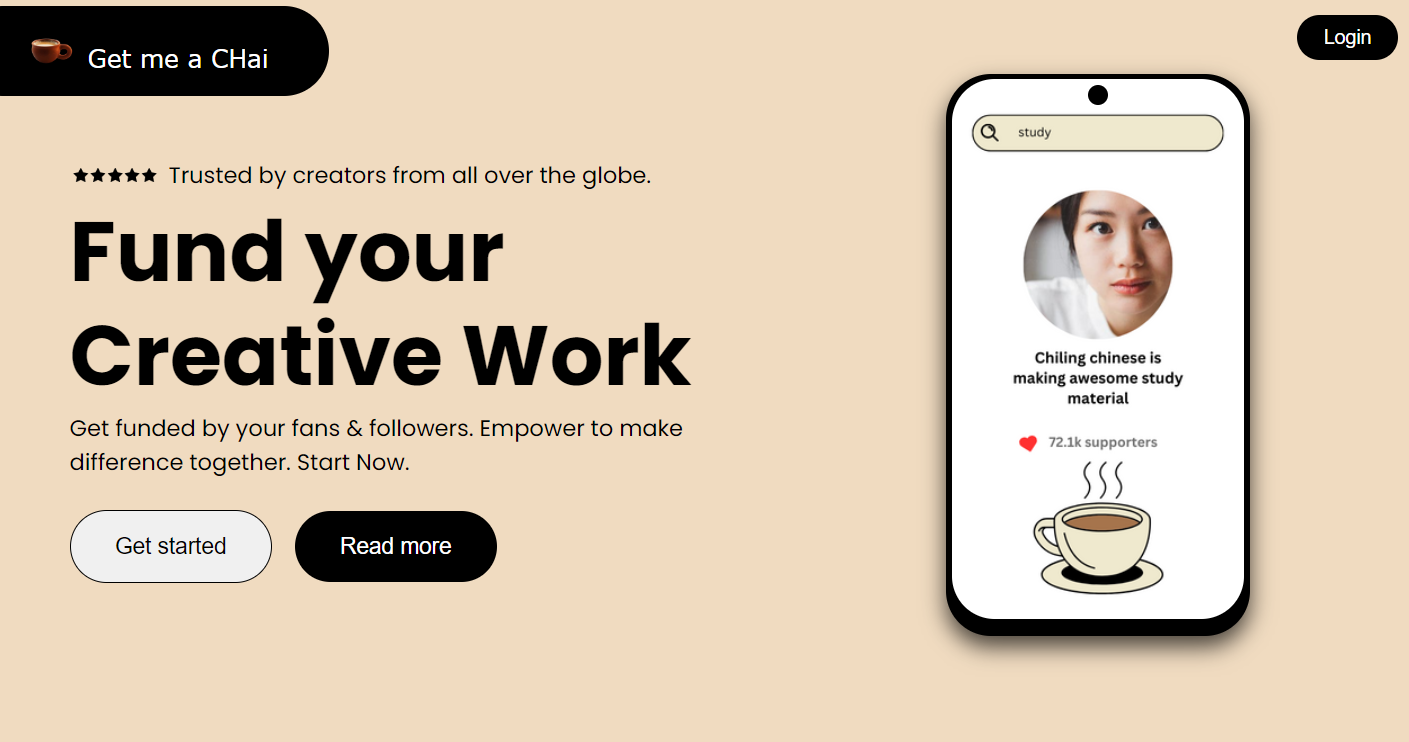 Get me a CHai
Login
Trusted by creators from all over the globe.
Fund your
Creative Work
Get funded by your fans & followers. Empower to make
difference together. Start Now.
Get started
Read more
study
Chiling chinese is
making awesome study
material
72.1k supporters